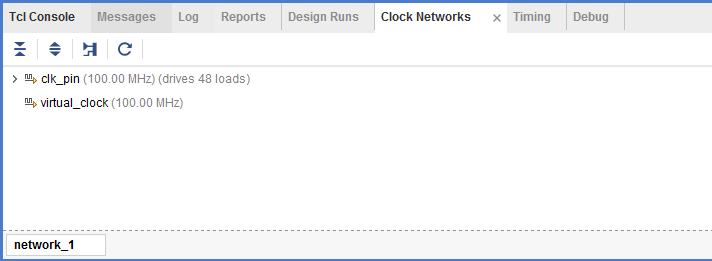 Tcl Console Messages Log Reports Design Runs Clock Networks Timing Debug
clk_pin (100.00 MHz) (drives 48 loads)
virtual_clock (100.00 MHz)
network_1